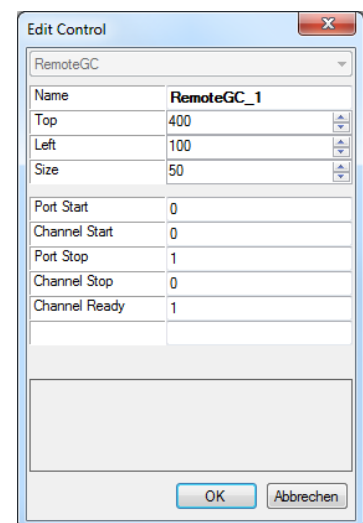 Edit Control
RemoteGC
Name RemoteGC_1
Top 400
Left 100
Size 50
Port Start 0
Channel Start 0
Port Stop 1
Channel Stop 0
Channel Ready 1
OK Abbrechen